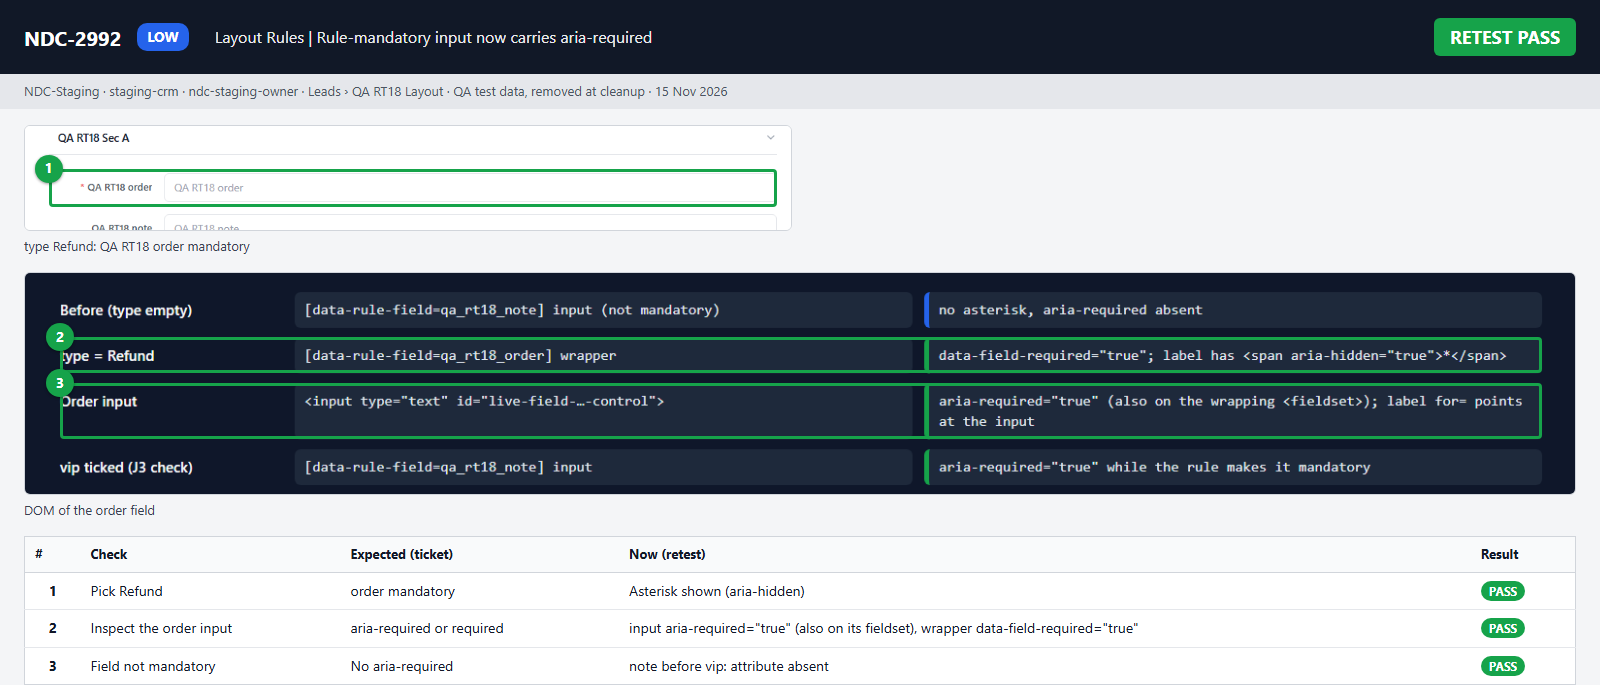 NDC-2992 LOW Layout Rules | Rule-mandatory input now carries aria-required RETEST PASS
NDC-Staging · staging-crm · ndc-staging-owner · Leads › QA RT18 Layout · QA test data, removed at cleanup · 15 Nov 2026
QA RT18 Sec A
1
* QA RT18 order QA RT18 order
QA RT18 note QA RT18 note
type Refund: QA RT18 order mandatory
Before (type empty) [data-rule-field=qa_rt18_note] input (not mandatory) no asterisk, aria-required absent
2
type = Refund [data-rule-field=qa_rt18_order] wrapper data-field-required="true"; label has <span aria-hidden="true">*</span>
3
Order input <input type="text" id="live-field-…-control"> aria-required="true" (also on the wrapping <fieldset>); label for= points
at the input
vip ticked (J3 check) [data-rule-field=qa_rt18_note] input aria-required="true" while the rule makes it mandatory
DOM of the order field
# Check Expected (ticket) Now (retest) Result
1 Pick Refund order mandatory Asterisk shown (aria-hidden) PASS
2 Inspect the order input aria-required or required input aria-required="true" (also on its fieldset), wrapper data-field-required="true" PASS
3 Field not mandatory No aria-required note before vip: attribute absent PASS